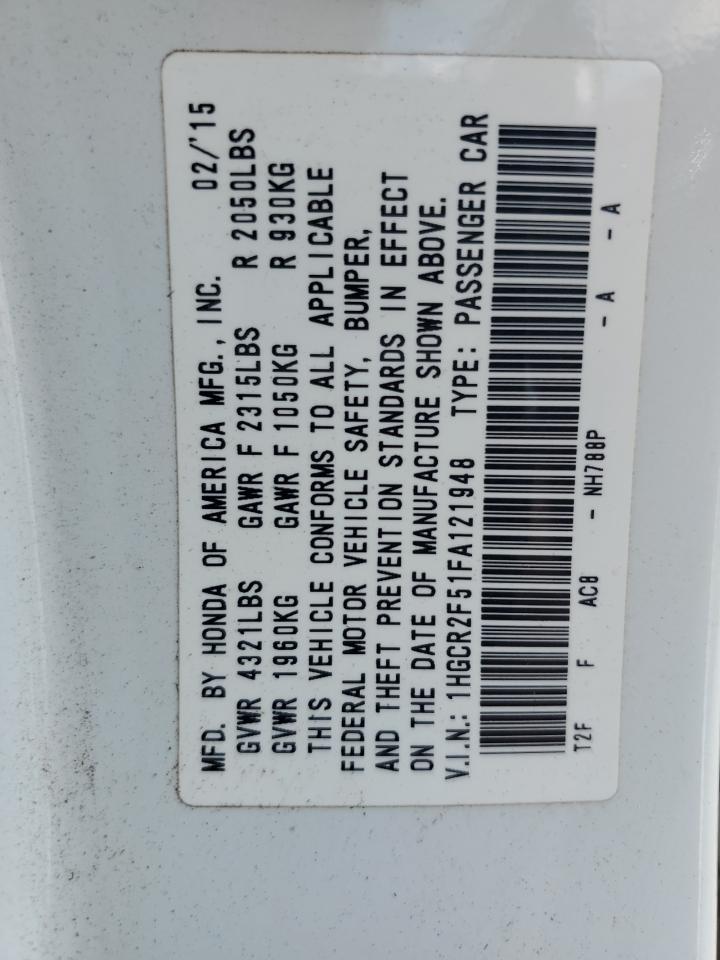 MFD. BY HONDA OF AMERICA MFG., INC. 02/'15
GVWR 4321LBS GAWR F 2315LBS R 2050LBS
GVWR 1960KG GAWR F 1050KG R 930KG
THIS VEHICLE CONFORMS TO ALL APPLICABLE
FEDERAL MOTOR VEHICLE SAFETY, BUMPER,
AND THEFT PREVENTION STANDARDS IN EFFECT
ON THE DATE OF MANUFACTURE SHOWN ABOVE.
V.I.N.: 1HGCR2F51FA121948 TYPE: PASSENGER CAR
T2F F AC8 - NH788P - A - A